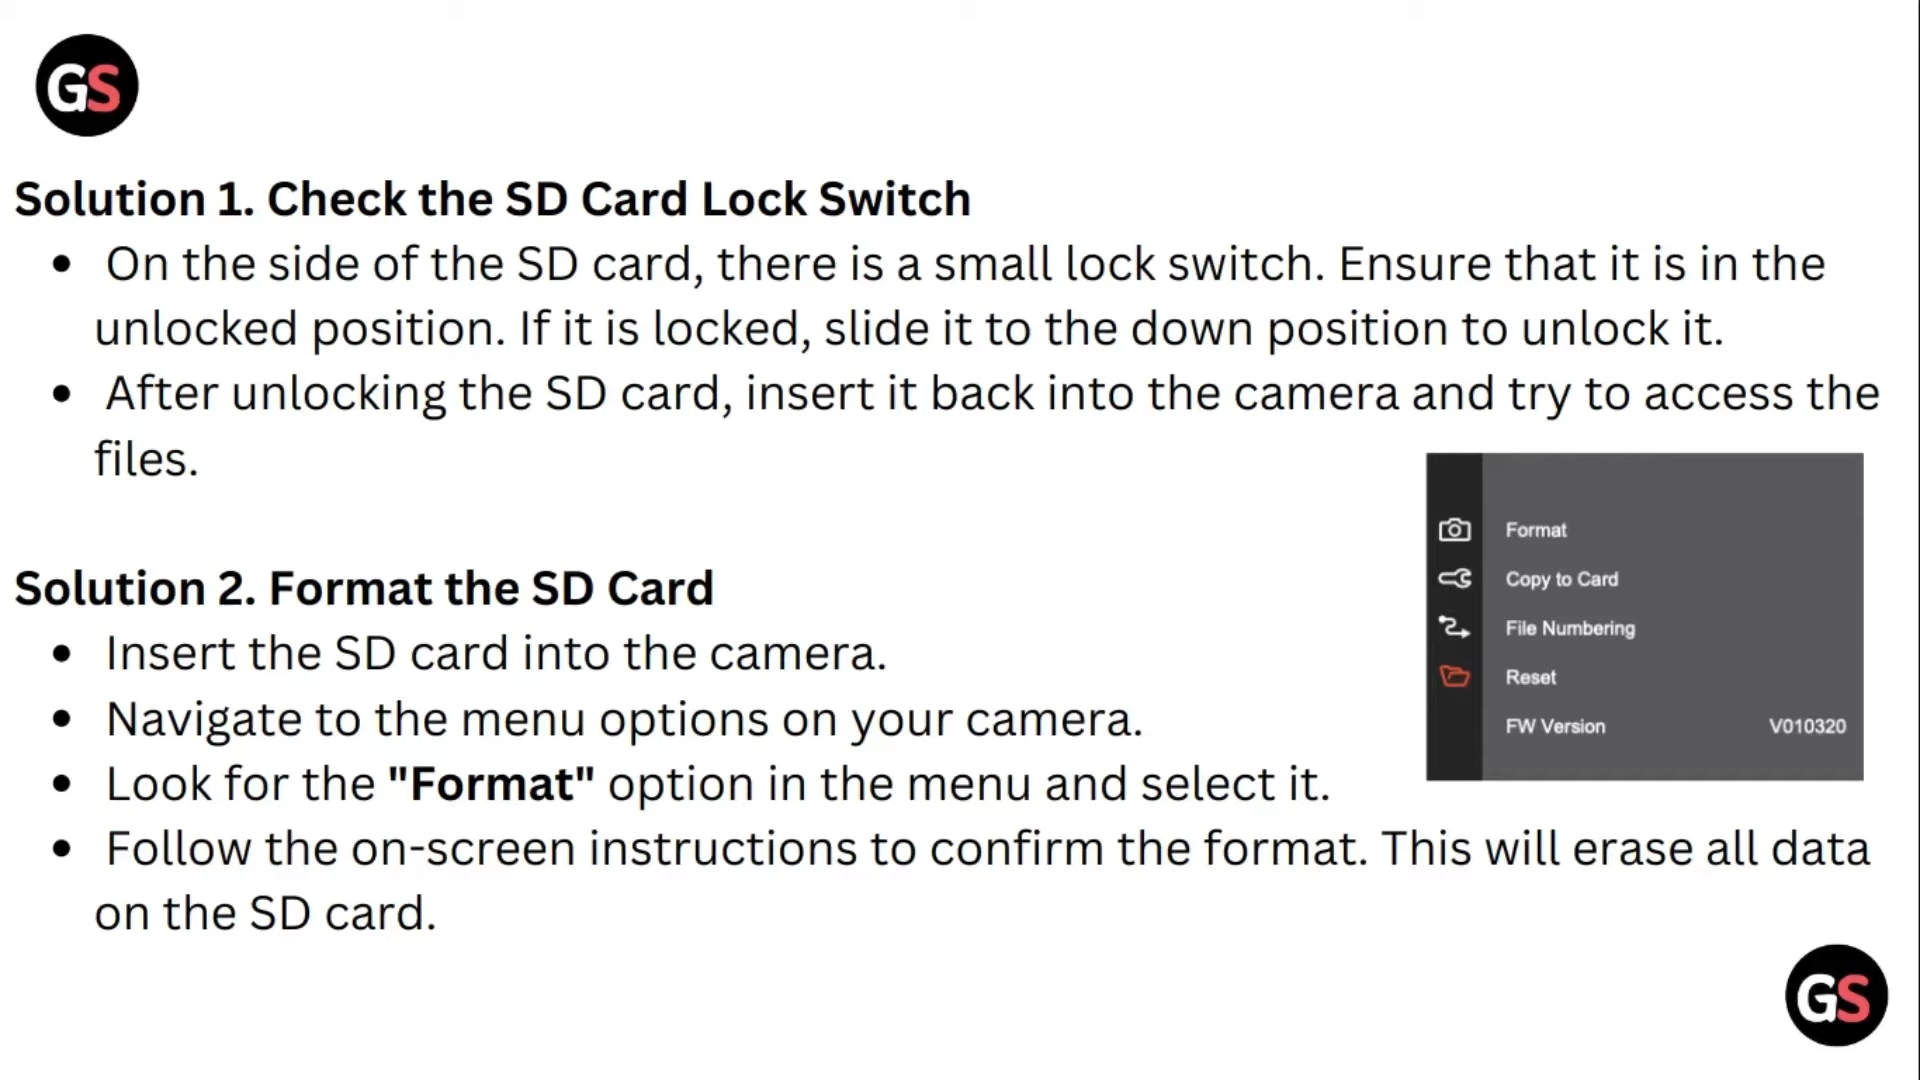 GS
Solution 1. Check the SD Card Lock Switch
• On the side of the SD card, there is a small lock switch. Ensure that it is in the
unlocked position. If it is locked, slide it to the down position to unlock it.
• After unlocking the SD card, insert it back into the camera and try to access the
files.
Solution 2. Format the SD Card
• Insert the SD card into the camera.
• Navigate to the menu options on your camera.
• Look for the "Format" option in the menu and select it.
• Follow the on-screen instructions to confirm the format. This will erase all data
on the SD card.
Format
Copy to Card
File Numbering
Reset
FW Version V010320
GS